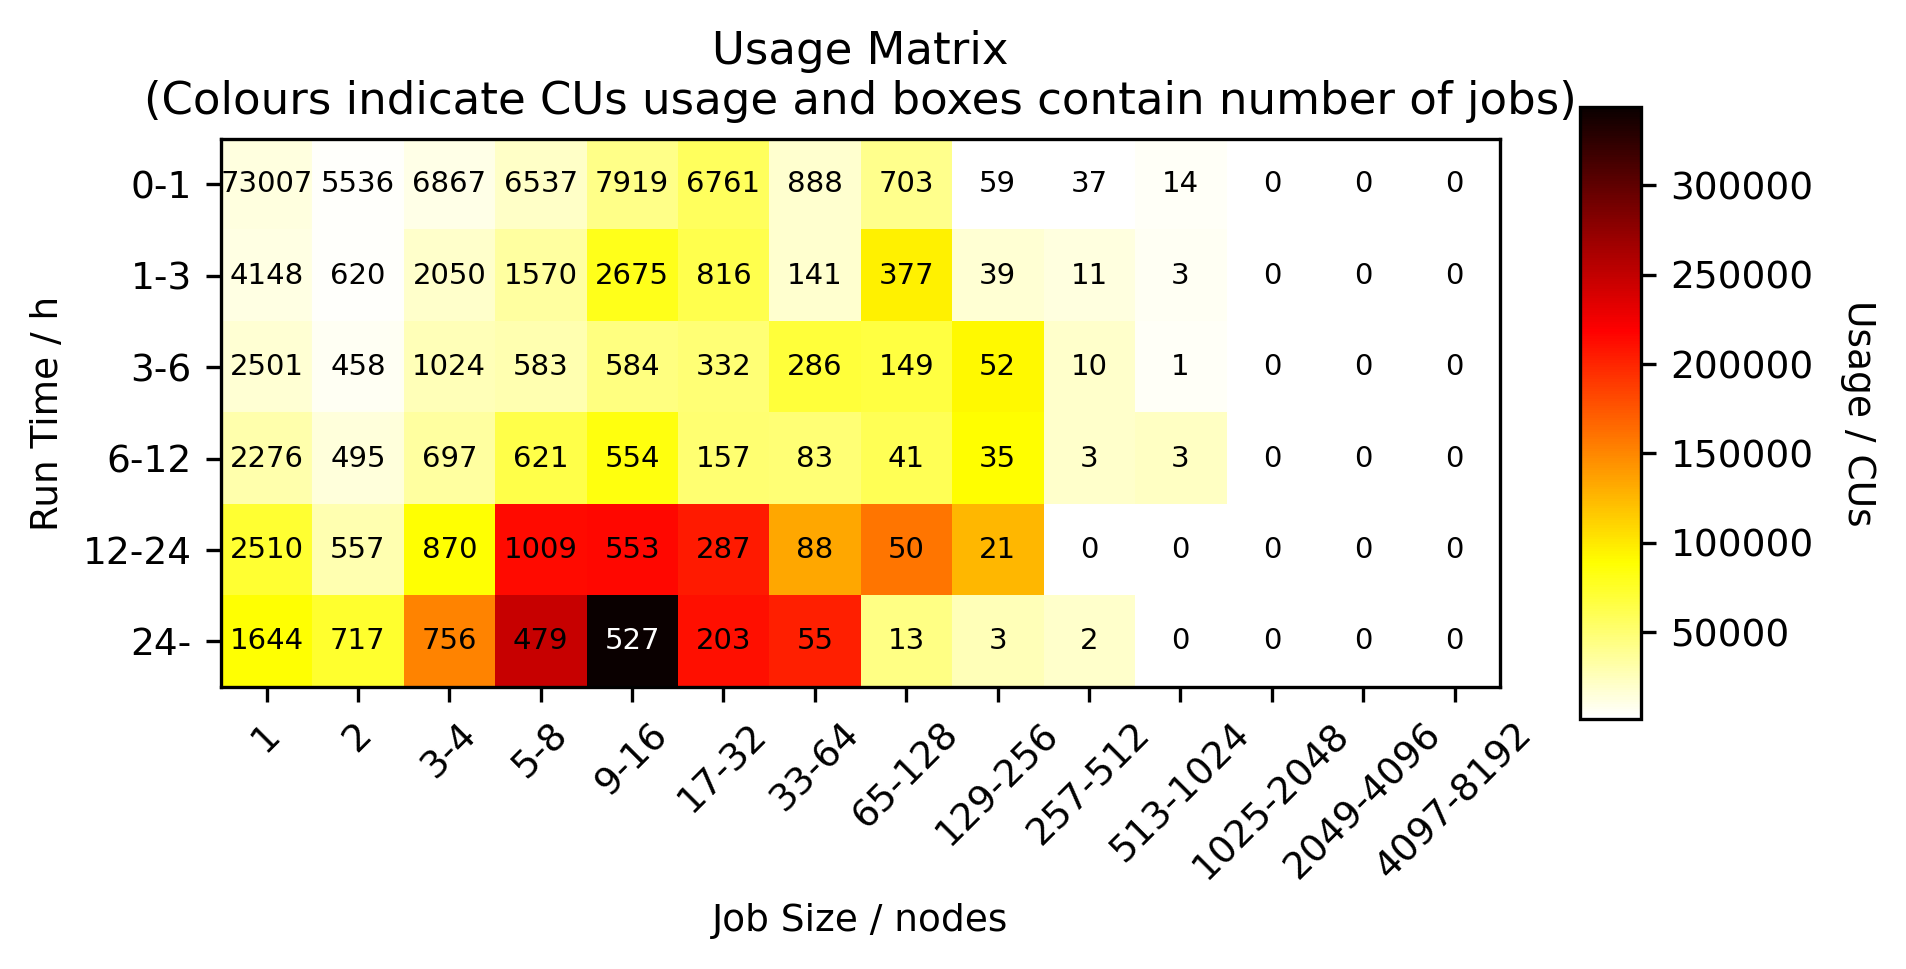 Usage Matrix
(Colours indicate CUs usage and boxes contain number of jobs)
0-1 73007 5536 6867 6537 7919 6761 888 703 59 37 14 0 0 0
1-3 4148 620 2050 1570 2675 816 141 377 39 11 3 0 0 0
3-6 2501 458 1024 583 584 332 286 149 52 10 1 0 0 0
6-12 2276 495 697 621 554 157 83 41 35 3 3 0 0 0
12-24 2510 557 870 1009 553 287 88 50 21 0 0 0 0 0
24- 1644 717 756 479 527 203 55 13 3 2 0 0 0 0
1 2 3-4 5-8 9-16 17-32 33-64 65-128 129-256 257-512 513-1024 1025-2048 2049-4096 4097-8192
Run Time / h
Job Size / nodes
300000
250000
200000
150000
100000
50000
Usage / CUs